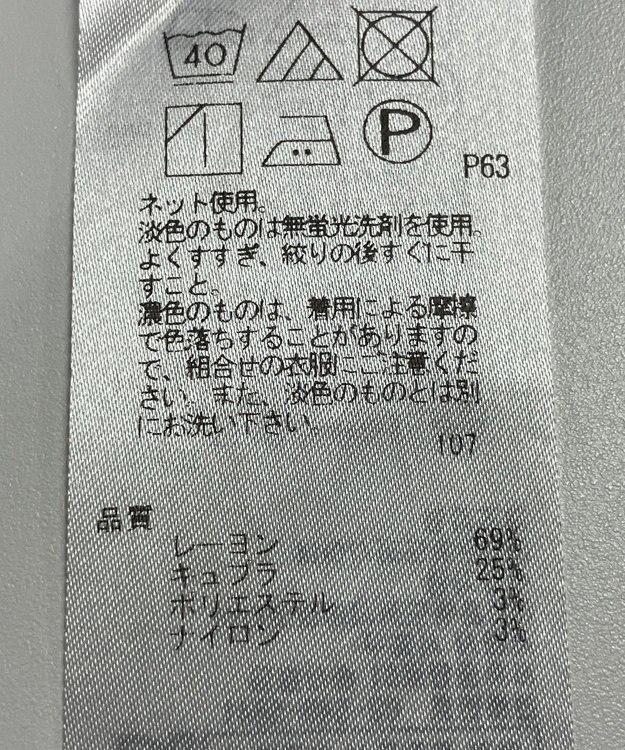 40
P
P63
ネット使用。
淡色のものは無蛍光洗剤を使用。
よくすすぎ、絞りの後すぐに干
すこと。
濃色のものは、着用による摩擦
で色落ちすることがありますの
で、組合せの衣服にご注意くだ
さい。また、淡色のものとは別
にお洗い下さい。
107
品質
レーヨン 69%
キュプラ 25%
ポリエステル 3%
ナイロン 3%